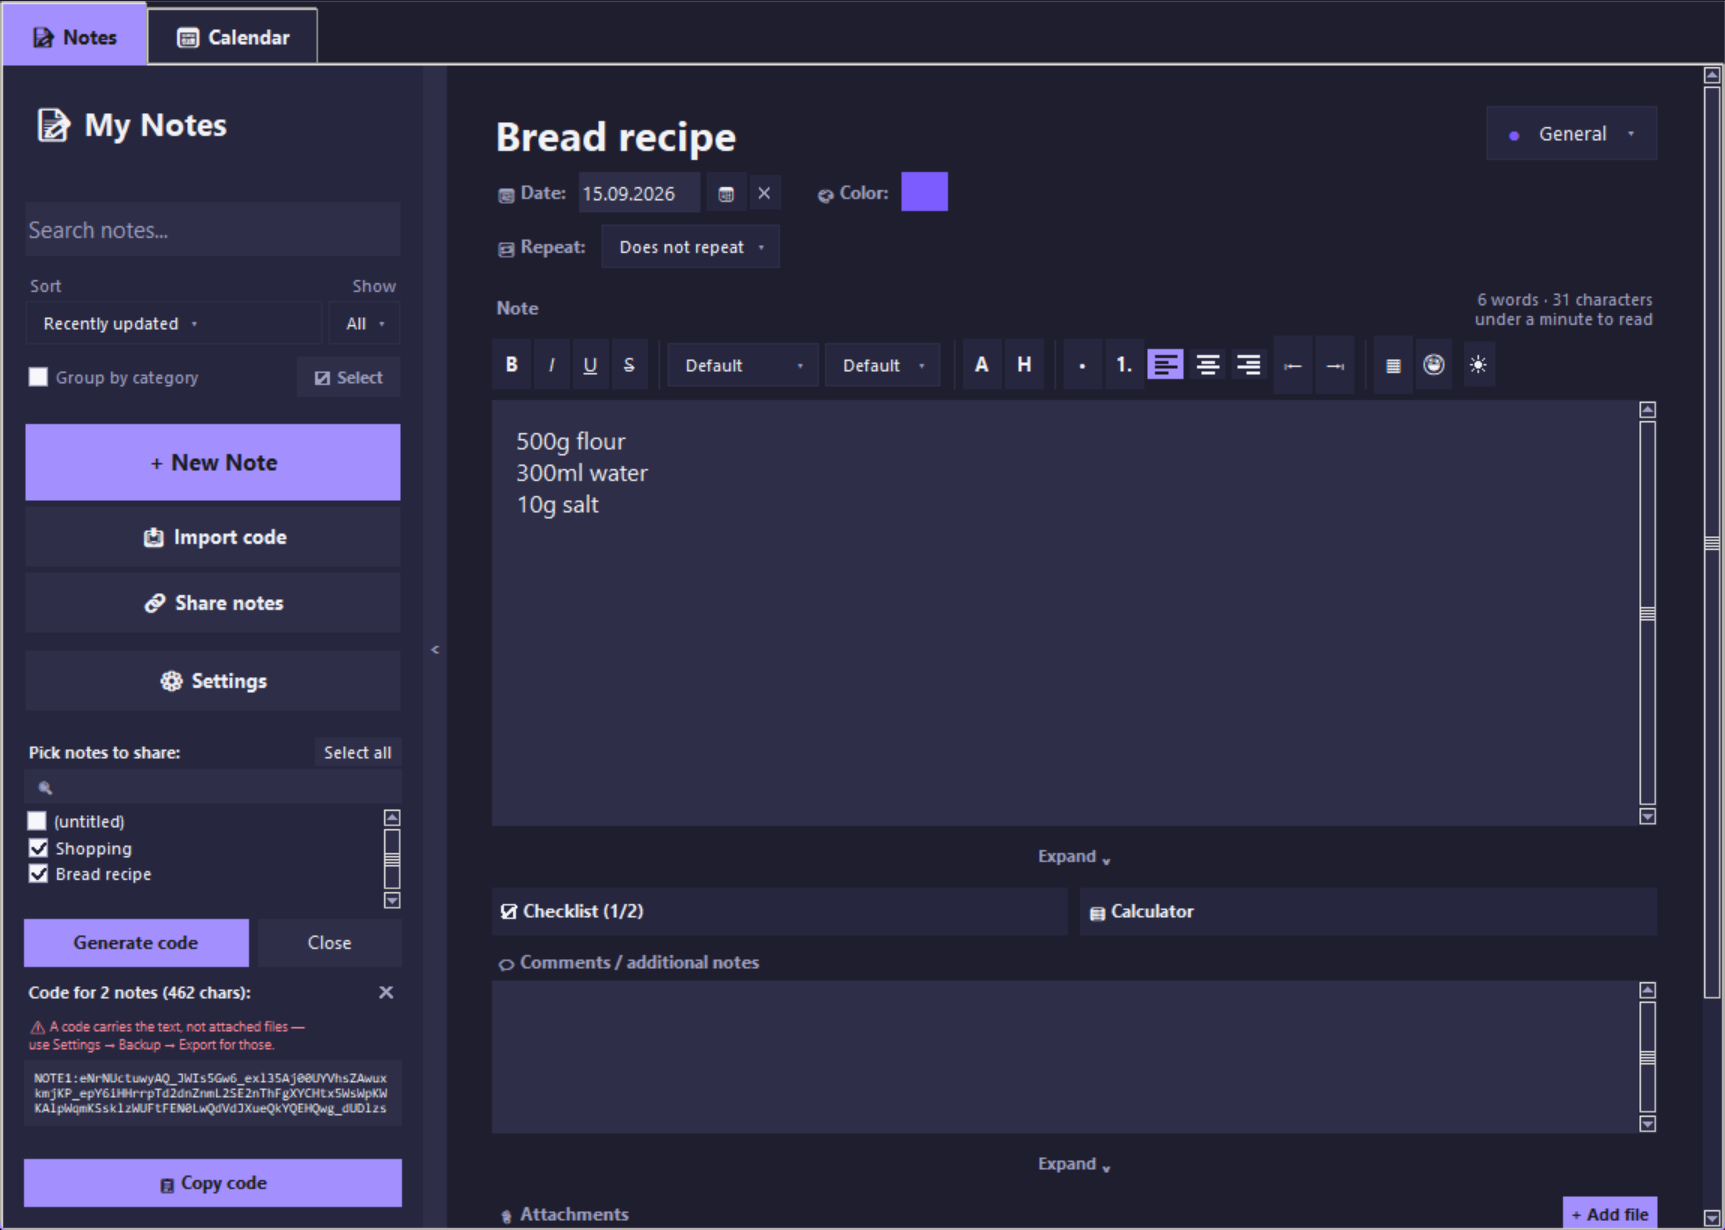 Notes
Calendar
My Notes
Search notes...
Sort
Show
Recently updated
All
Group by category
Select
+ New Note
Import code
Share notes
Settings
Pick notes to share:
Select all
(untitled)
Shopping
Bread recipe
Generate code
Close
Code for 2 notes (462 chars):
⚠ A code carries the text, not attached files —
use Settings → Backup → Export for those.
Copy code
Bread recipe
General
Date: 15.09.2026
Color:
Repeat: Does not repeat
Note
6 words · 31 characters
under a minute to read
B I U S Default Default A H • 1.
500g flour
300ml water
10g salt
Expand
Checklist (1/2)
Calculator
Comments / additional notes
Expand
Attachments
+ Add file